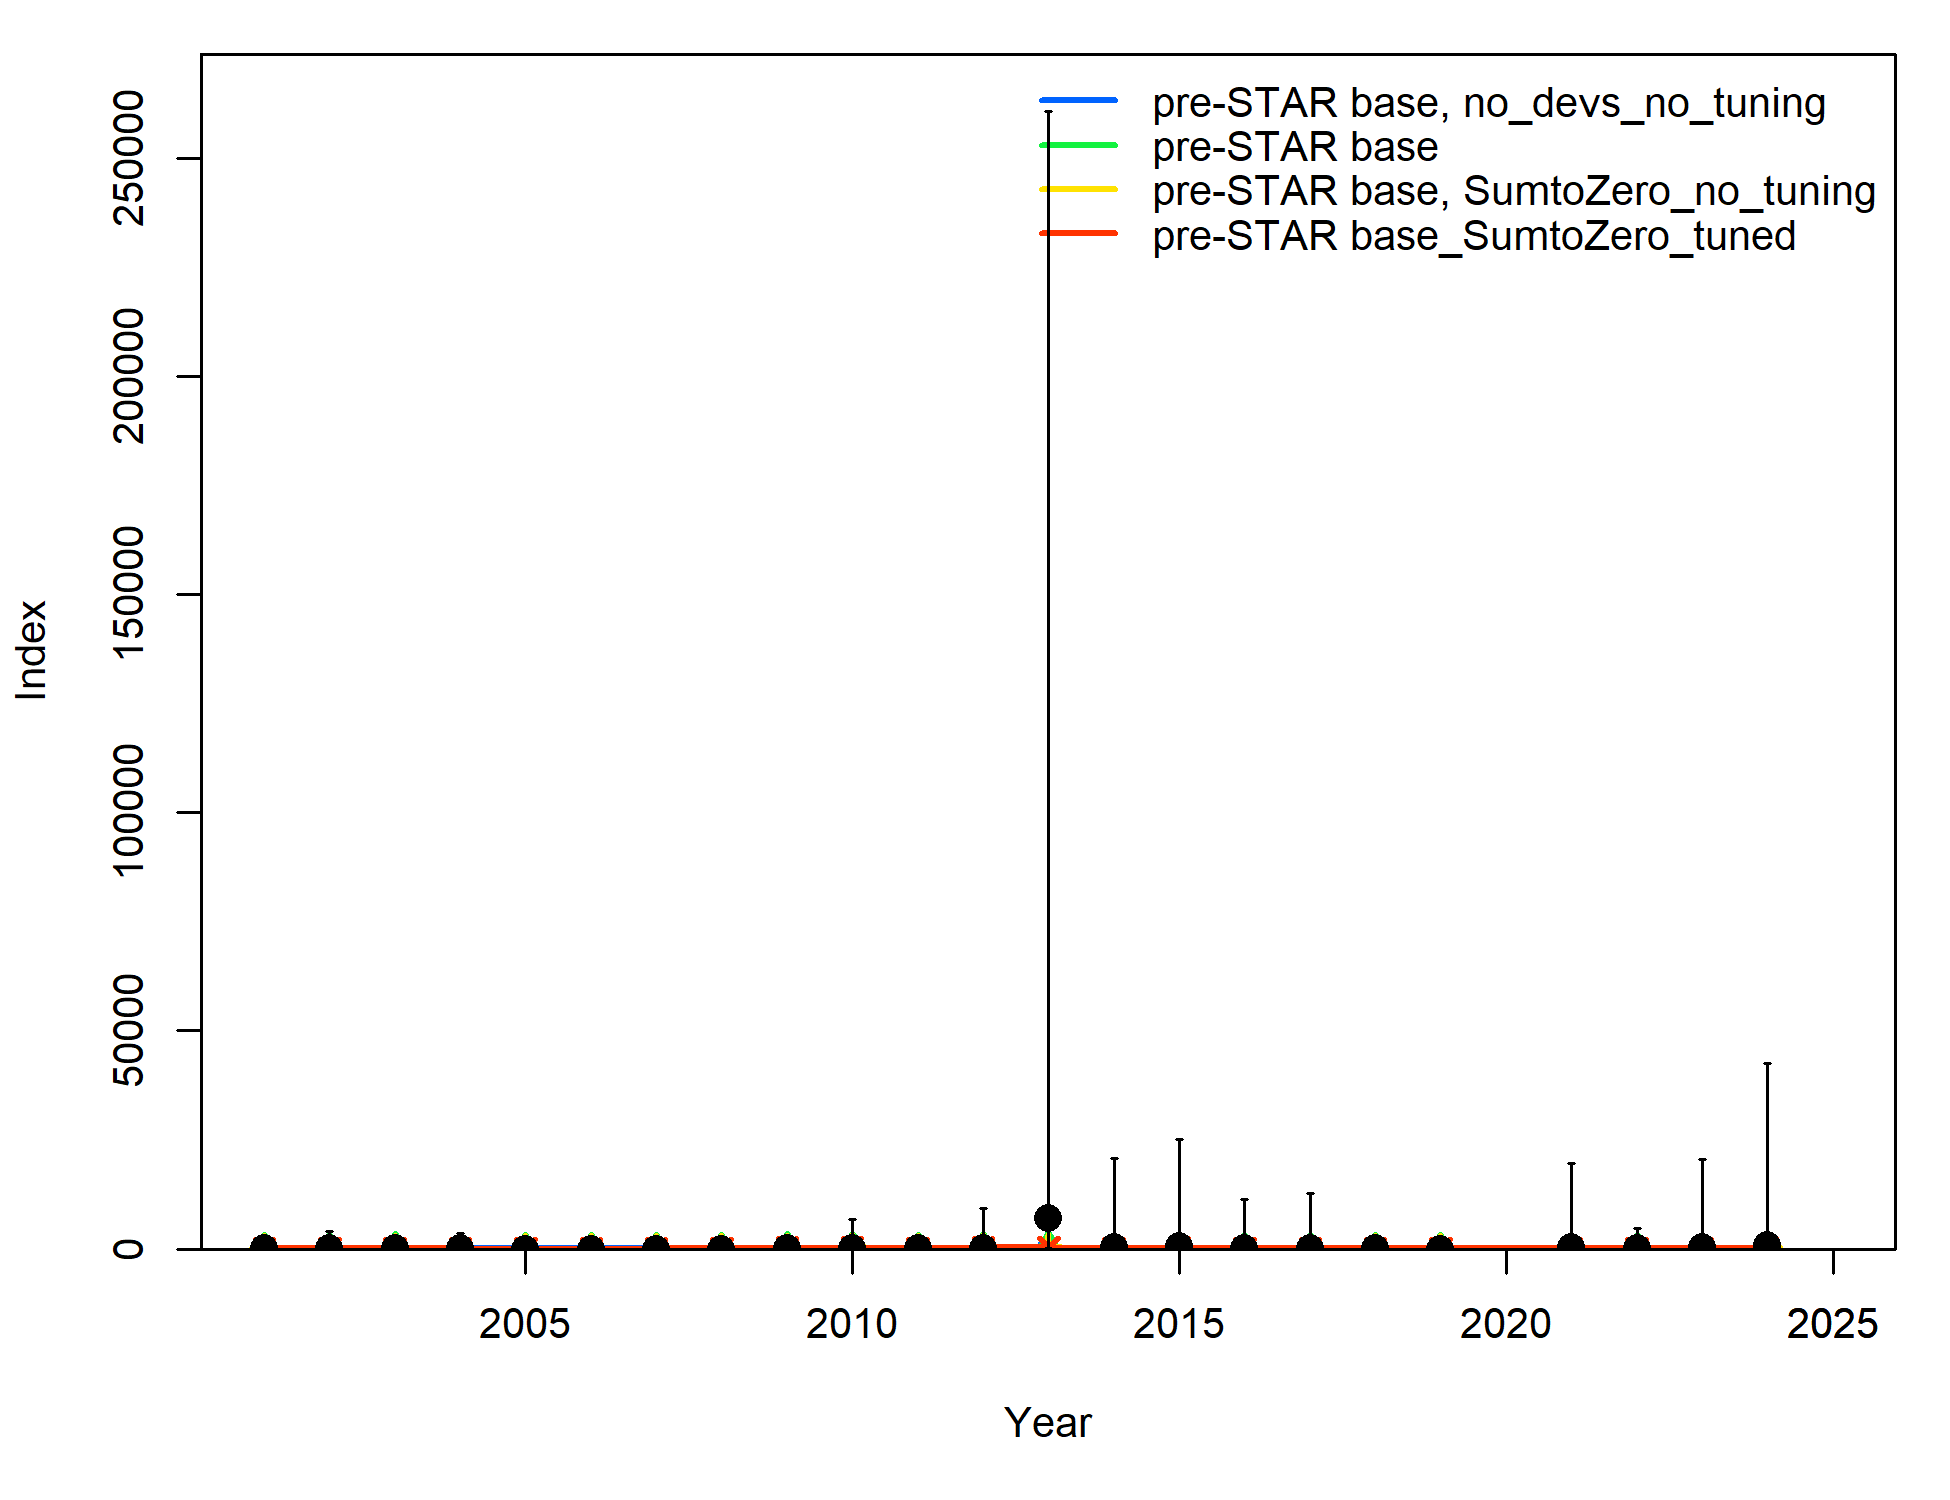 pre-STAR base, no_devs_no_tuning
pre-STAR base
pre-STAR base, SumtoZero_no_tuning
pre-STAR base_SumtoZero_tuned
Index
250000
200000
150000
100000
50000
0
2005 2010 2015 2020 2025
Year